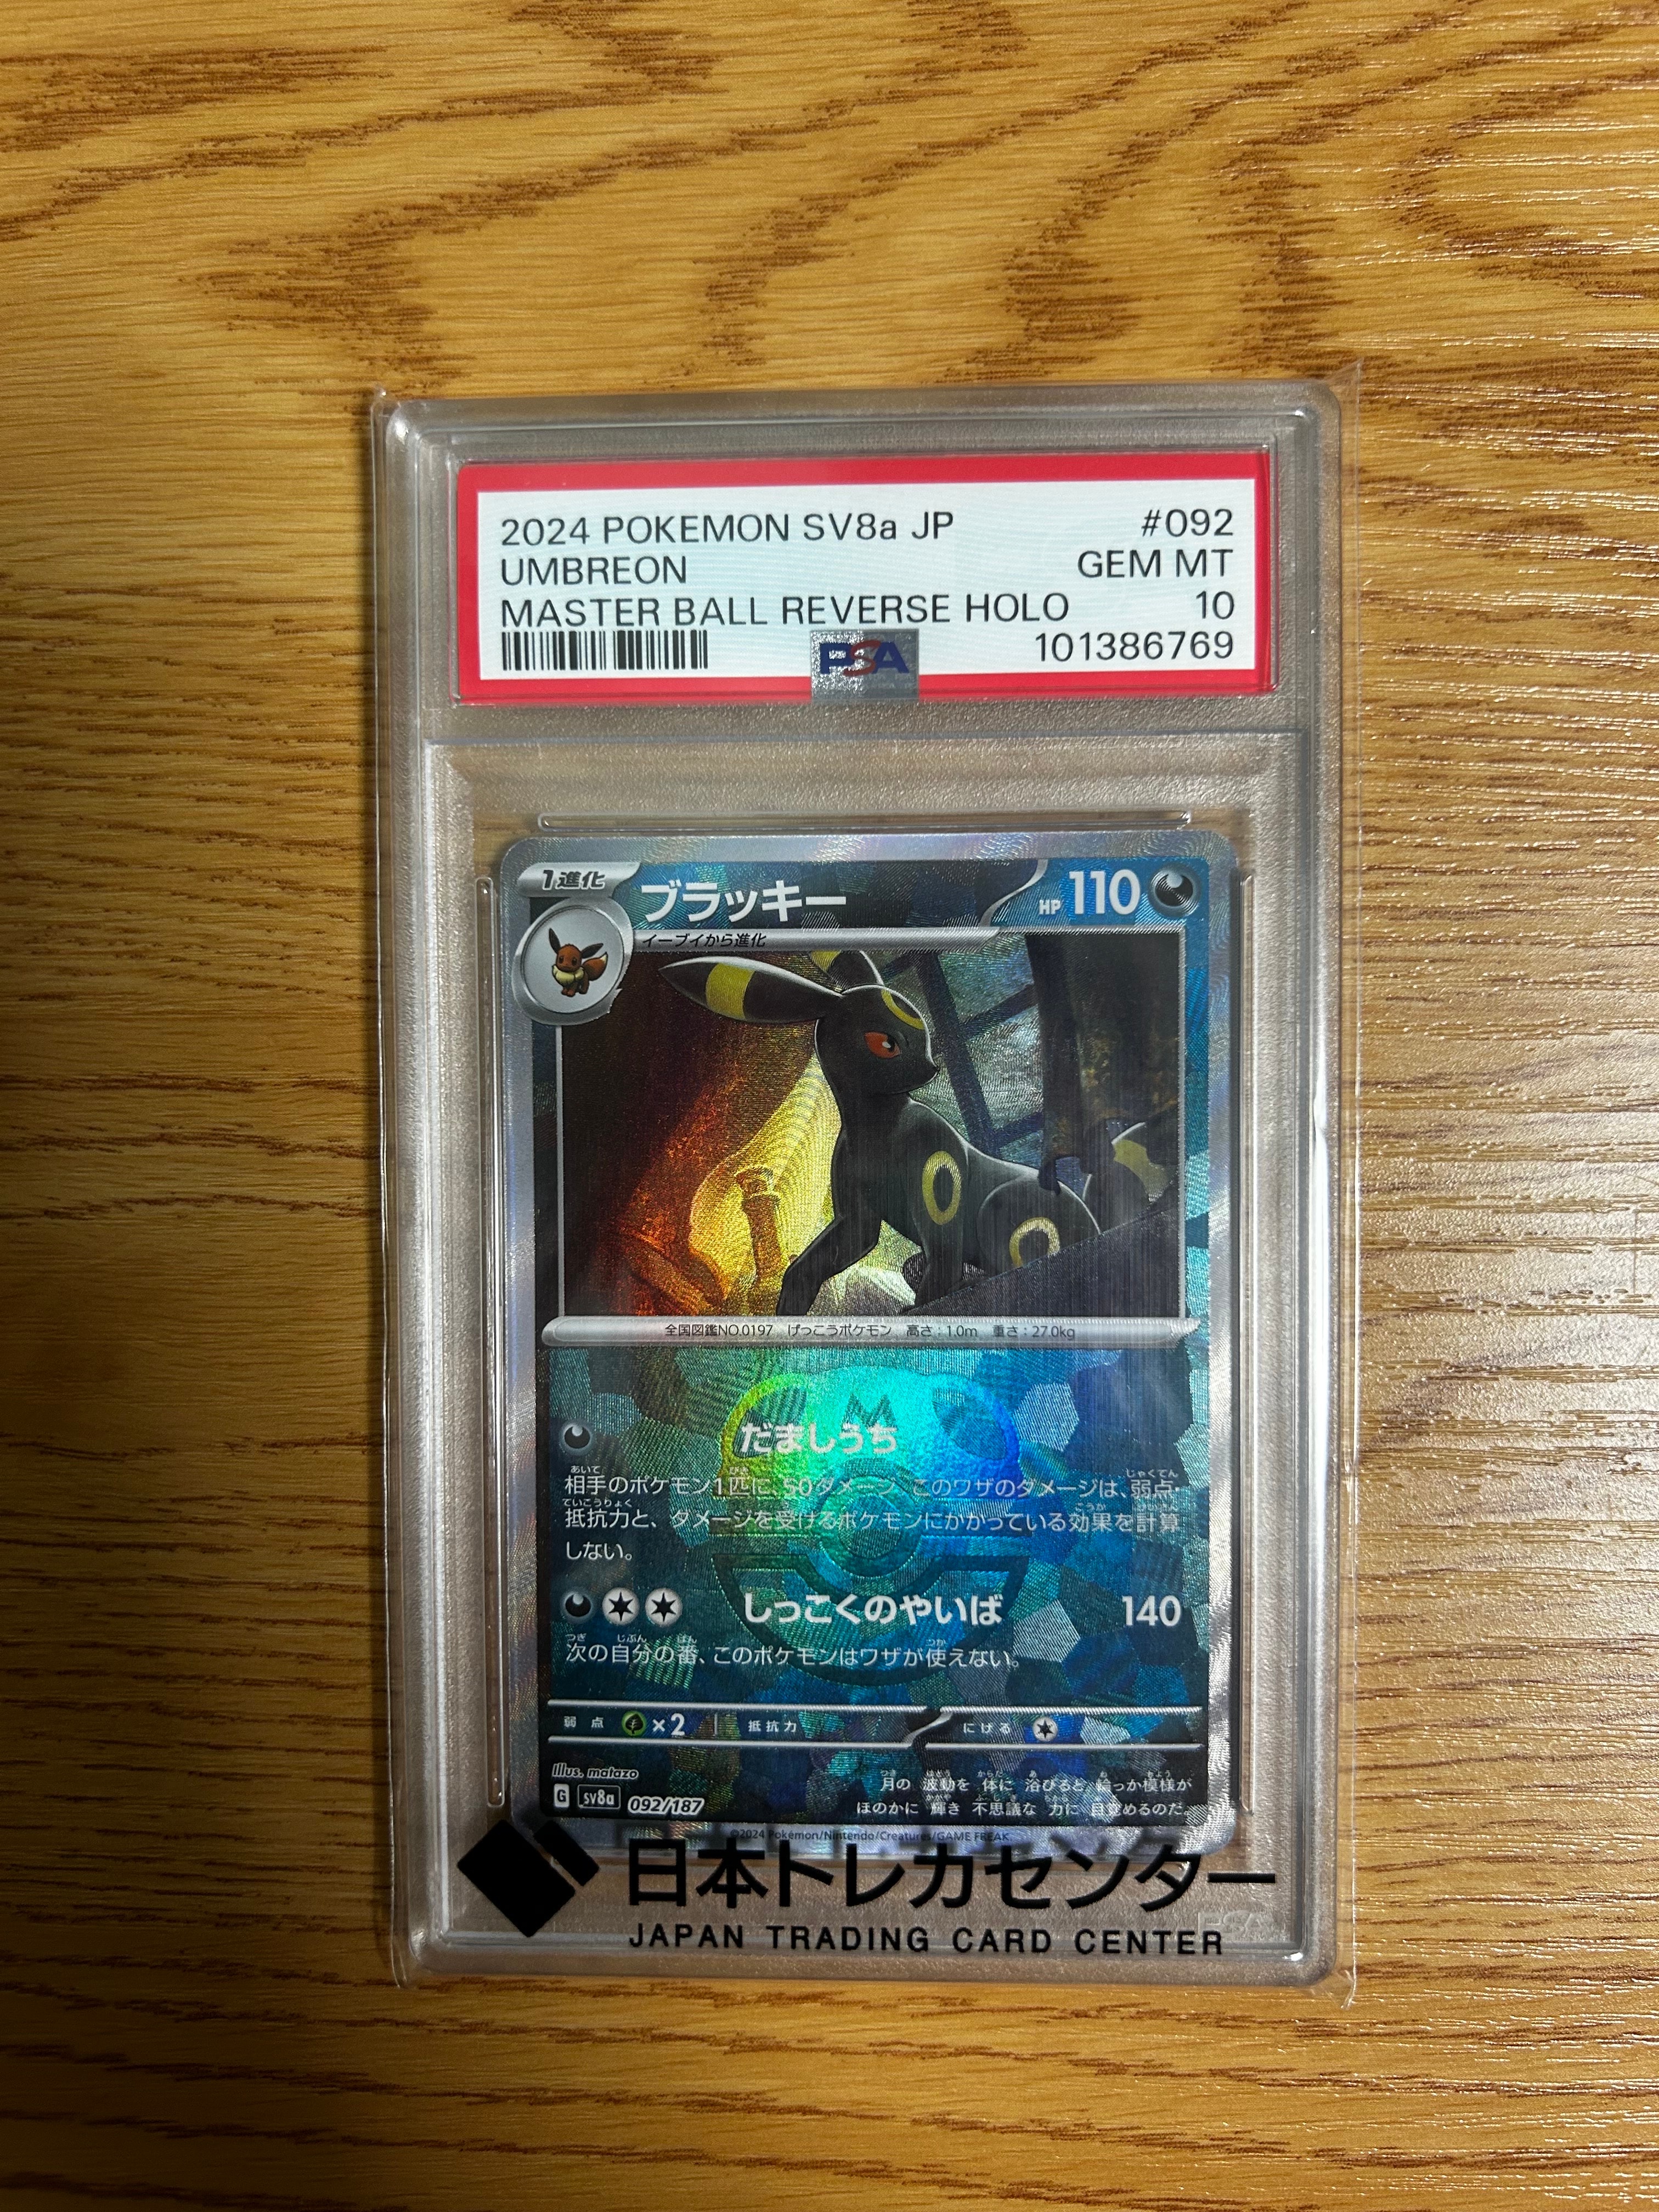 2024 POKEMON SV8a JP #092
UMBREON GEM MT
MASTER BALL REVERSE HOLO 10
PSA 101386769
1進化 ブラッキー HP 110
イーブイから進化
全国図鑑NO.0197 げっこうポケモン 高さ:1.0m 重さ:27.0kg
M
だましうち
相手のポケモン1匹に、50ダメージ。このワザのダメージは、弱点・
抵抗力と、ダメージを受けるポケモンにかかっている効果を計算
しない。
しっこくのやいば 140
次の自分の番、このポケモンはワザが使えない。
弱点 ×2 抵抗力 にげる
Illus. matazo
G sv8a 092/187
月の 波動を 体に 浴びると 輪っか模様が
ほのかに 輝き 不思議な 力に 目覚めるのだ。
©2024 Pokémon/Nintendo/Creatures/GAME FREAK.
日本トレカセンター
JAPAN TRADING CARD CENTER